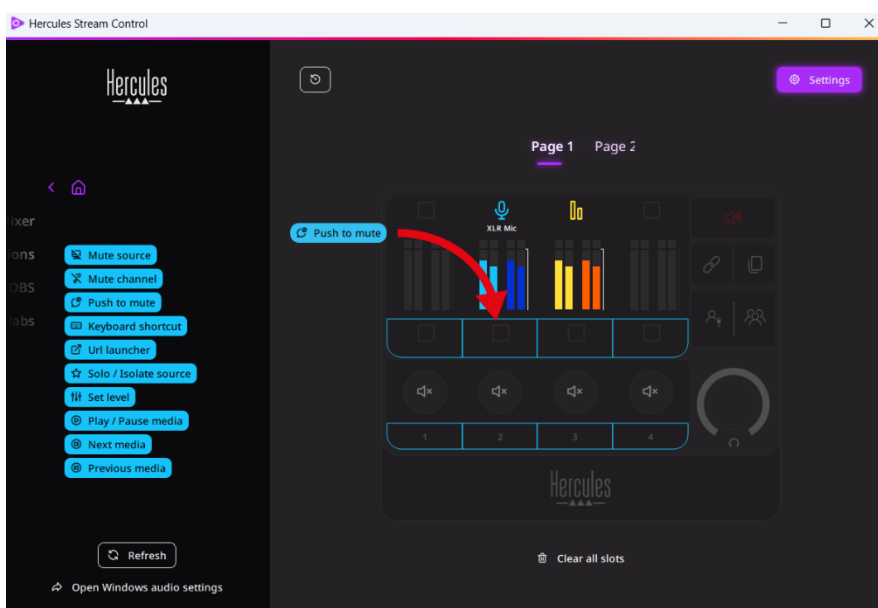 Hercules Stream Control
Hercules
Settings
Page 1
Page 2
ixer
ions
OBS
labs
Mute source
Mute channel
Push to mute
Keyboard shortcut
Url launcher
Solo / Isolate source
Set level
Play / Pause media
Next media
Previous media
Refresh
Open Windows audio settings
Push to mute
XLR Mic
1
2
3
4
Hercules
Clear all slots